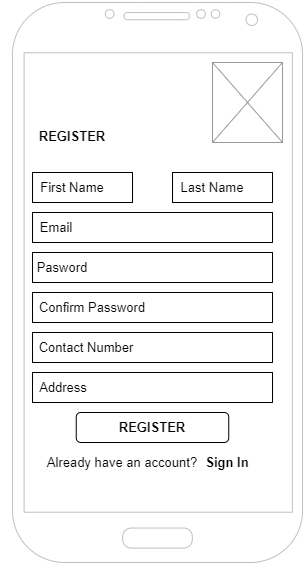 REGISTER
First Name Last Name
Email
Pasword
Confirm Password
Contact Number
Address
REGISTER
Already have an account? Sign In